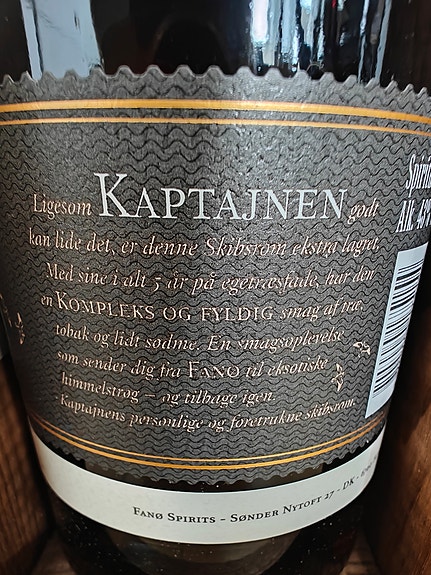 Ligesom KAPTAJNEN godt
kan lide det, er denne Skibsrom ekstra lagret.
Med sine i alt 5 år på egetræsfade, har den
en KOMPLEKS OG FYLDIG smag af træ,
tobak og lidt sødme. En smagsoplevelse
som sender dig fra FANØ til eksotiske
himmelstrøg – og tilbage igen.
Kaptajnens personlige og foretrukne skibsrom.
FANØ SPIRITS - SØNDER NYTOFT 27 - DK -
Alk